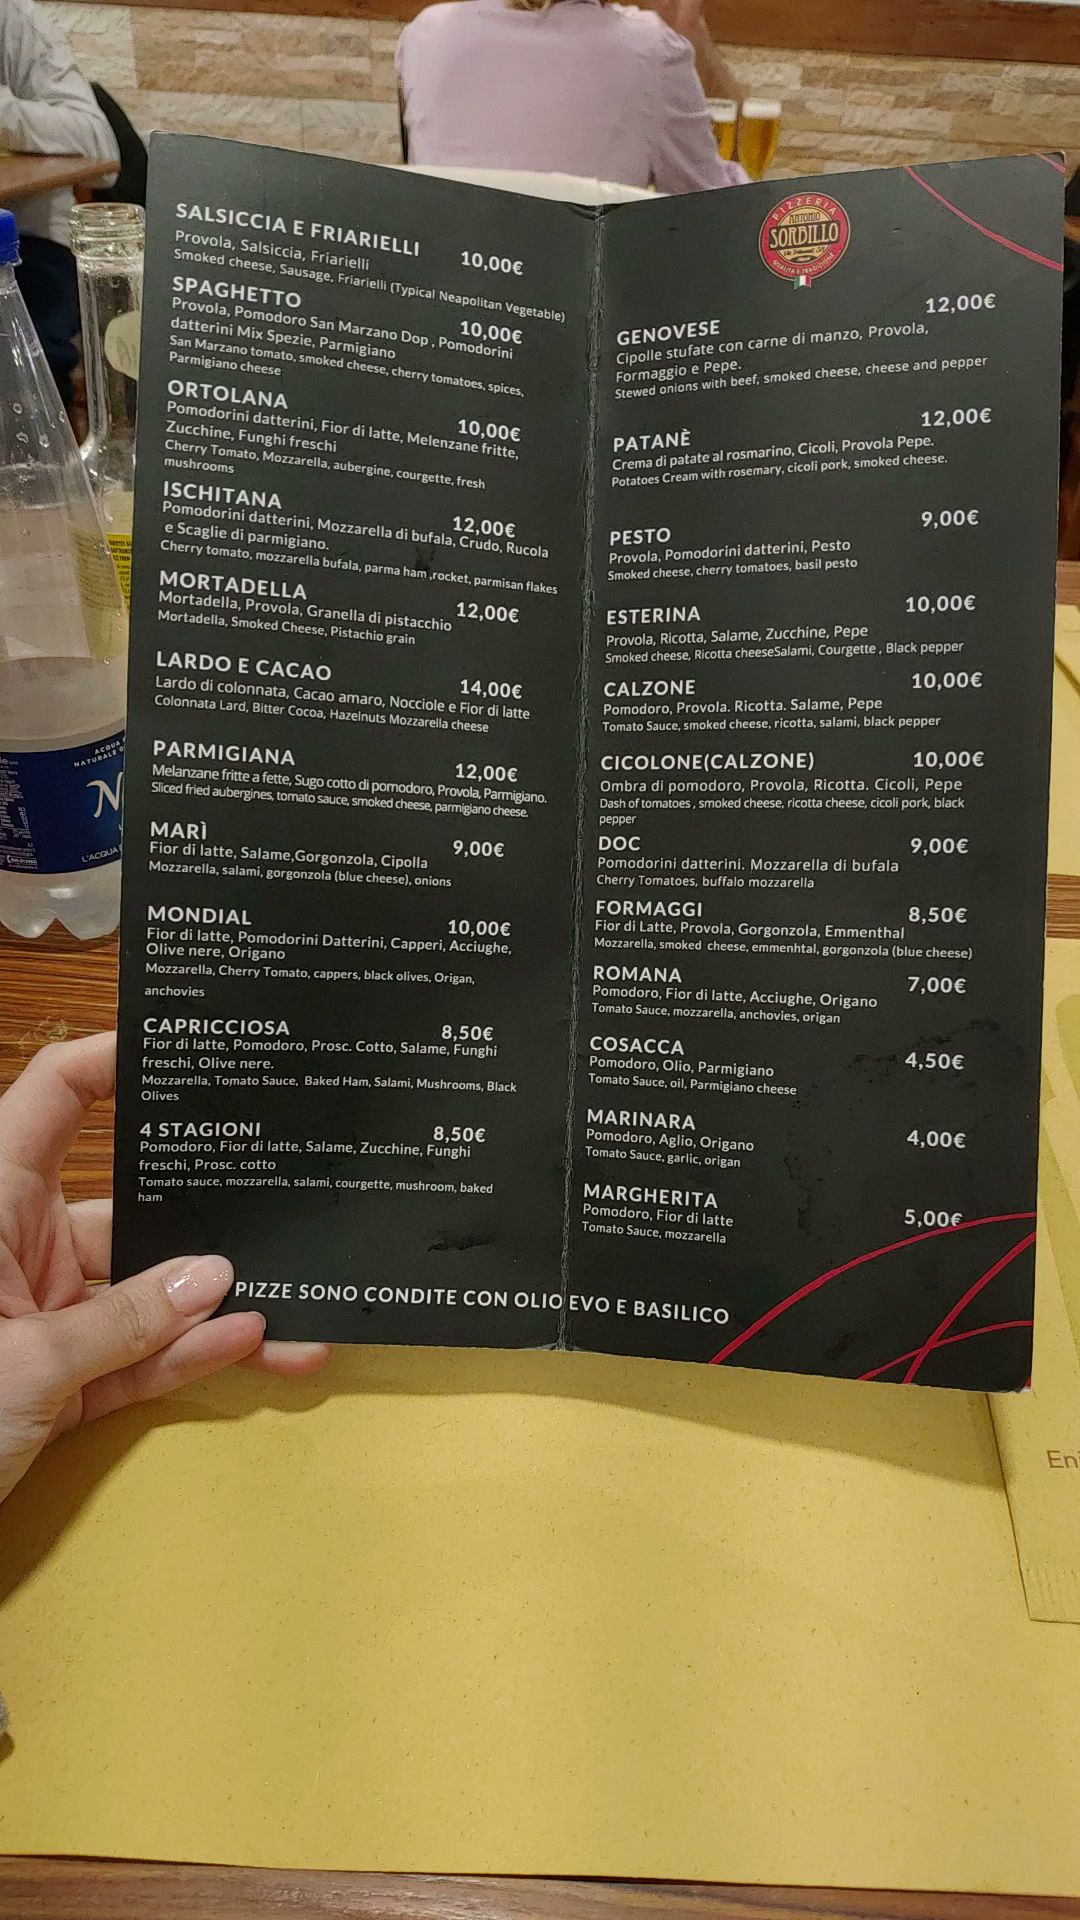 SALSICCIA E FRIARIELLI 10,00€
Provola, Salsiccia, Friarielli
Smoked cheese, Sausage, Friarielli (Typical Neapolitan Vegetable)
SPAGHETTO 10,00€
Provola, Pomodoro San Marzano Dop , Pomodorini
datterini Mix Spezie, Parmigiano
San Marzano tomato, smoked cheese, cherry tomatoes, spices,
Parmigiano cheese
ORTOLANA 10,00€
Pomodorini datterini, Fior di latte, Melenzane fritte,
Zucchine, Funghi freschi
Cherry Tomato, Mozzarella, aubergine, courgette, fresh
mushrooms
ISCHITANA 12,00€
Pomodorini datterini, Mozzarella di bufala, Crudo, Rucola
e Scaglie di parmigiano.
Cherry tomato, mozzarella bufala, parma ham ,rocket, parmisan flakes
MORTADELLA 12,00€
Mortadella, Provola, Granella di pistacchio
Mortadella, Smoked Cheese, Pistachio grain
LARDO E CACAO 14,00€
Lardo di colonnata, Cacao amaro, Nocciole e Fior di latte
Colonnata Lard, Bitter Cocoa, Hazelnuts Mozzarella cheese
PARMIGIANA 12,00€
Melanzane fritte a fette, Sugo cotto di pomodoro, Provola, Parmigiano.
Sliced fried aubergines, tomato sauce, smoked cheese, parmigiano cheese.
MARÌ 9,00€
Fior di latte, Salame,Gorgonzola, Cipolla
Mozzarella, salami, gorgonzola (blue cheese), onions
MONDIAL 10,00€
Fior di latte, Pomodorini Datterini, Capperi, Acciughe,
Olive nere, Origano
Mozzarella, Cherry Tomato, cappers, black olives, Origan,
anchovies
CAPRICCIOSA 8,50€
Fior di latte, Pomodoro, Prosc. Cotto, Salame, Funghi
freschi, Olive nere.
Mozzarella, Tomato Sauce, Baked Ham, Salami, Mushrooms, Black
Olives
4 STAGIONI 8,50€
Pomodoro, Fior di latte, Salame, Zucchine, Funghi
freschi, Prosc. cotto
Tomato sauce, mozzarella, salami, courgette, mushroom, baked
ham
PIZZERIA
ANTONIO
SORBILLO
QUALITÀ E TRADIZIONE
GENOVESE 12,00€
Cipolle stufate con carne di manzo, Provola,
Formaggio e Pepe.
Stewed onions with beef, smoked cheese, cheese and pepper
PATANÈ 12,00€
Crema di patate al rosmarino, Cicoli, Provola Pepe.
Potatoes Cream with rosemary, cicoli pork, smoked cheese.
PESTO 9,00€
Provola, Pomodorini datterini, Pesto
Smoked cheese, cherry tomatoes, basil pesto
ESTERINA 10,00€
Provola, Ricotta, Salame, Zucchine, Pepe
Smoked cheese, Ricotta cheeseSalami, Courgette , Black pepper
CALZONE 10,00€
Pomodoro, Provola. Ricotta. Salame, Pepe
Tomato Sauce, smoked cheese, ricotta, salami, black pepper
CICOLONE(CALZONE) 10,00€
Ombra di pomodoro, Provola, Ricotta. Cicoli, Pepe
Dash of tomatoes , smoked cheese, ricotta cheese, cicoli pork, black
pepper
DOC 9,00€
Pomodorini datterini. Mozzarella di bufala
Cherry Tomatoes, buffalo mozzarella
FORMAGGI 8,50€
Fior di Latte, Provola, Gorgonzola, Emmenthal
Mozzarella, smoked cheese, emmenhtal, gorgonzola (blue cheese)
ROMANA 7,00€
Pomodoro, Fior di latte, Acciughe, Origano
Tomato Sauce, mozzarella, anchovies, origan
COSACCA 4,50€
Pomodoro, Olio, Parmigiano
Tomato Sauce, oil, Parmigiano cheese
MARINARA 4,00€
Pomodoro, Aglio, Origano
Tomato Sauce, garlic, origan
MARGHERITA 5,00€
Pomodoro, Fior di latte
Tomato Sauce, mozzarella
PIZZE SONO CONDITE CON OLIO EVO E BASILICO
ACQUA
NATURALE
N
L'ACQUA
En